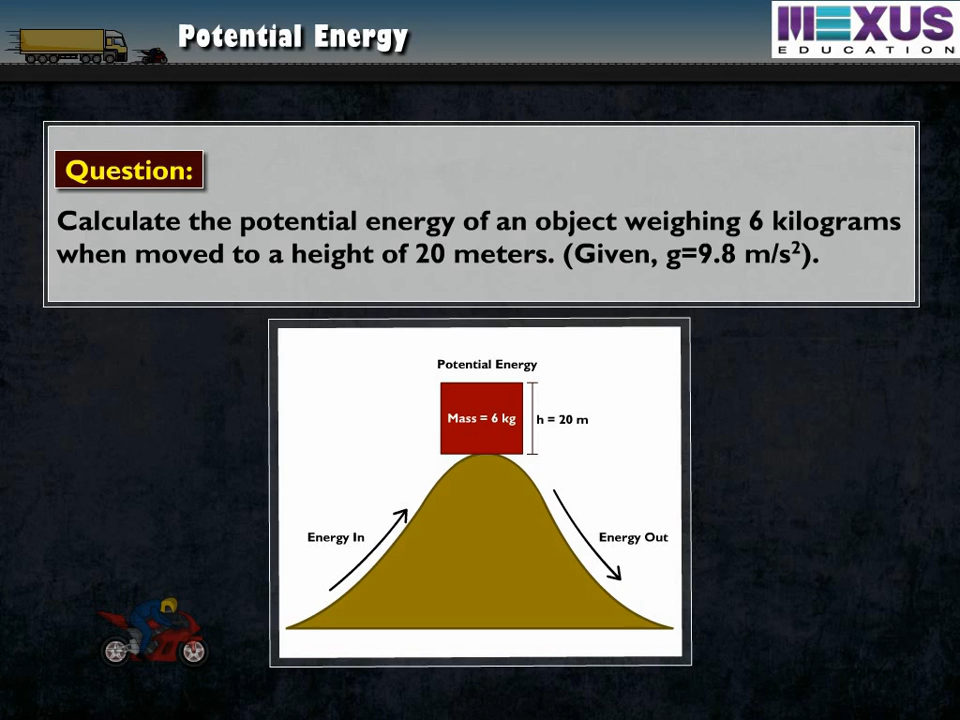 Potential Energy
MEXUS
EDUCATION
Question:
Calculate the potential energy of an object weighing 6 kilograms
when moved to a height of 20 meters. (Given, g=9.8 m/s²).
Potential Energy
Mass = 6 kg
h = 20 m
Energy In
Energy Out